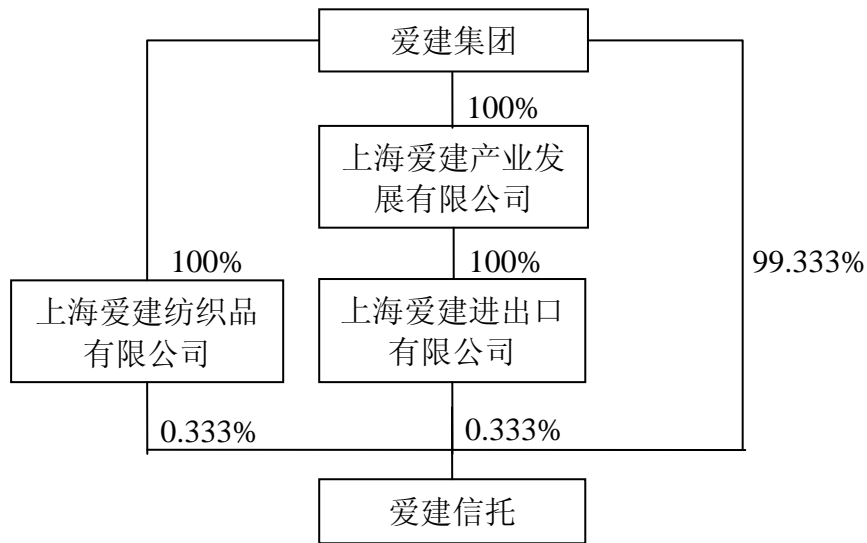 爱建集团
100%
上海爱建产业发
展有限公司
100%
100%
99.333%
上海爱建纺织品
有限公司
上海爱建进出口
有限公司
0.333%
0.333%
爱建信托